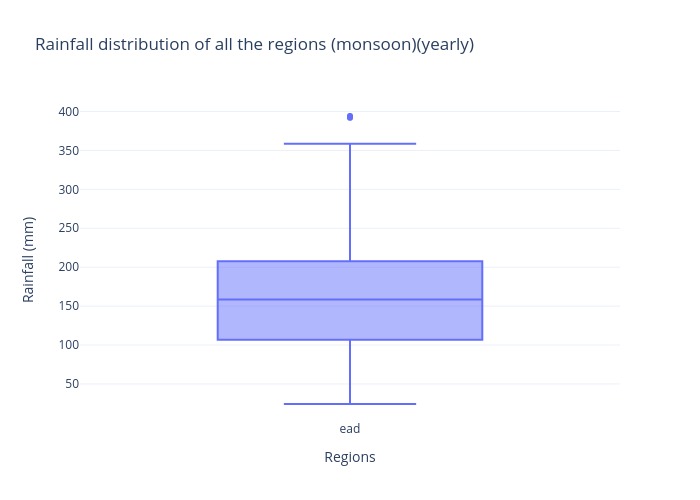 Rainfall distribution of all the regions (monsoon)(yearly)
400
350
300
250
200
150
100
50
Rainfall (mm)
ead
Regions